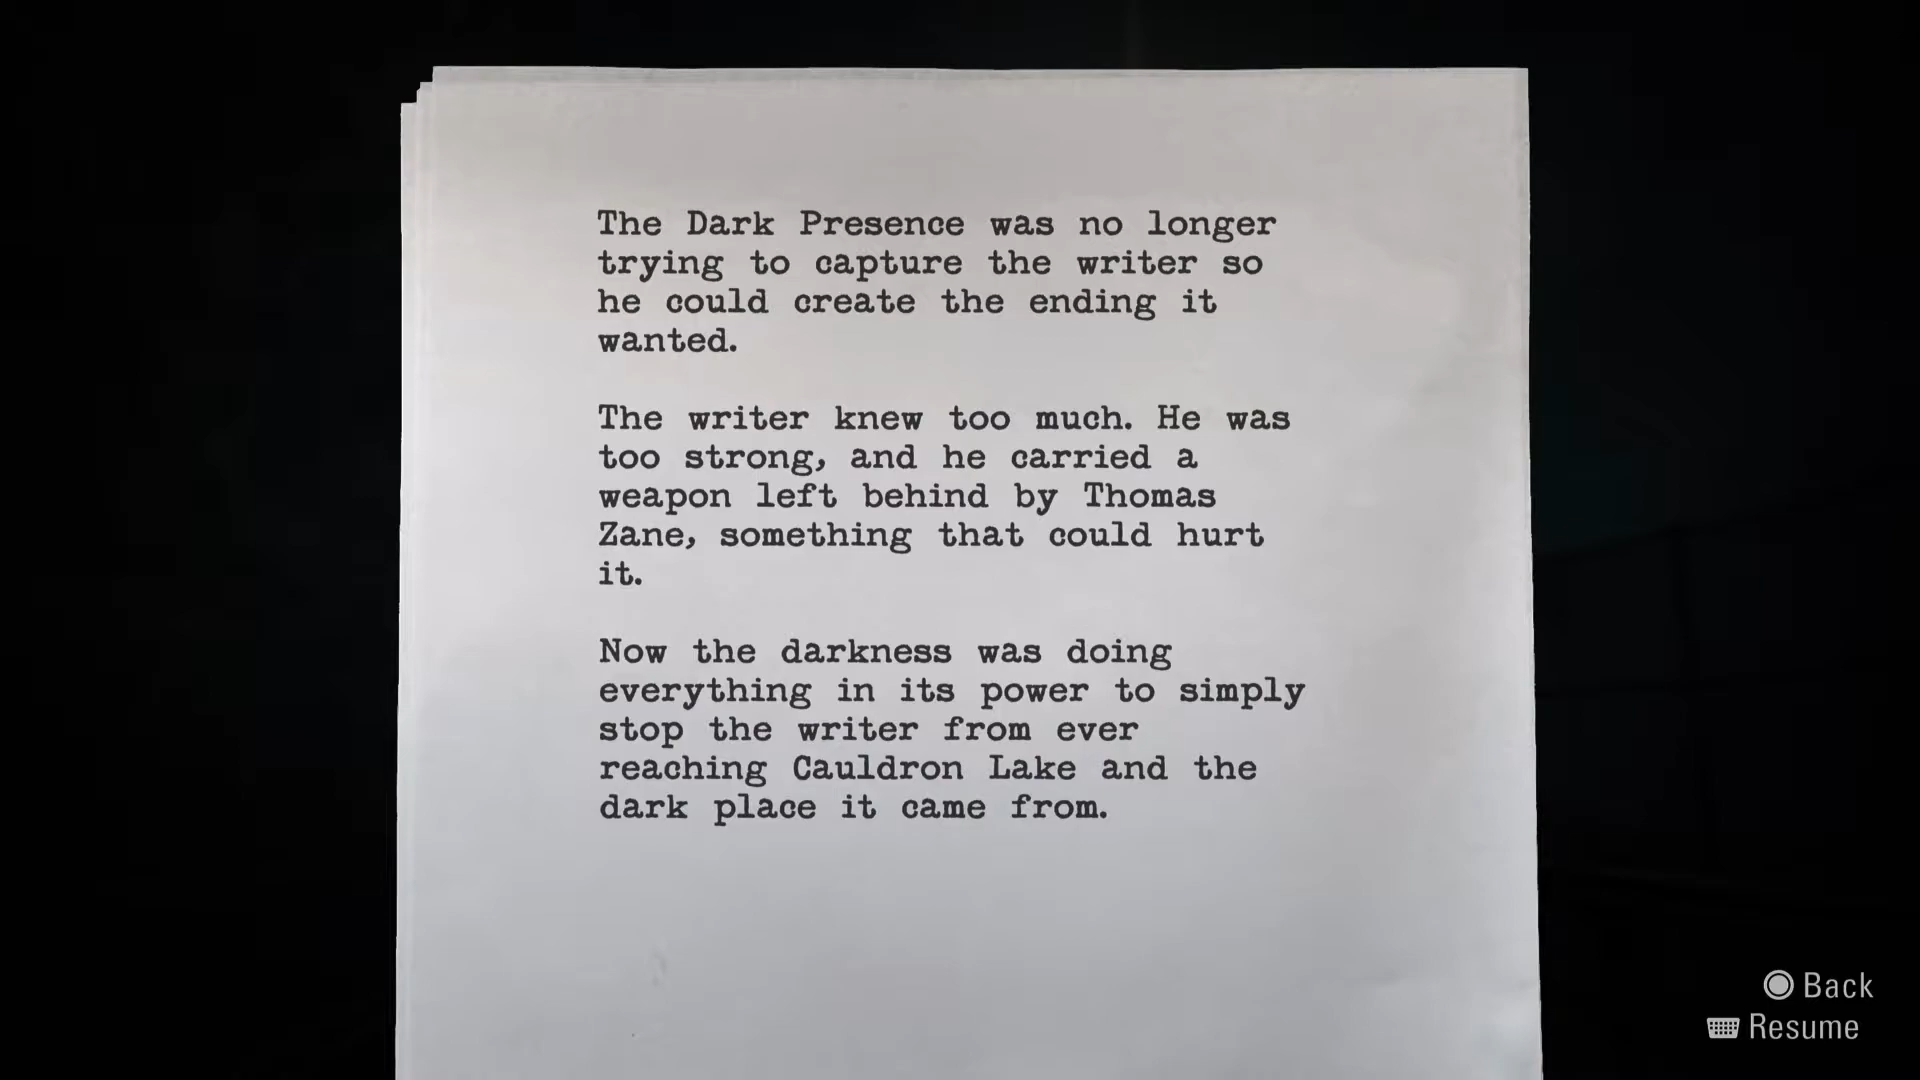 The Dark Presence was no longer
trying to capture the writer so
he could create the ending it
wanted.
The writer knew too much. He was
too strong, and he carried a
weapon left behind by Thomas
Zane, something that could hurt
it.
Now the darkness was doing
everything in its power to simply
stop the writer from ever
reaching Cauldron Lake and the
dark place it came from.
Back
Resume